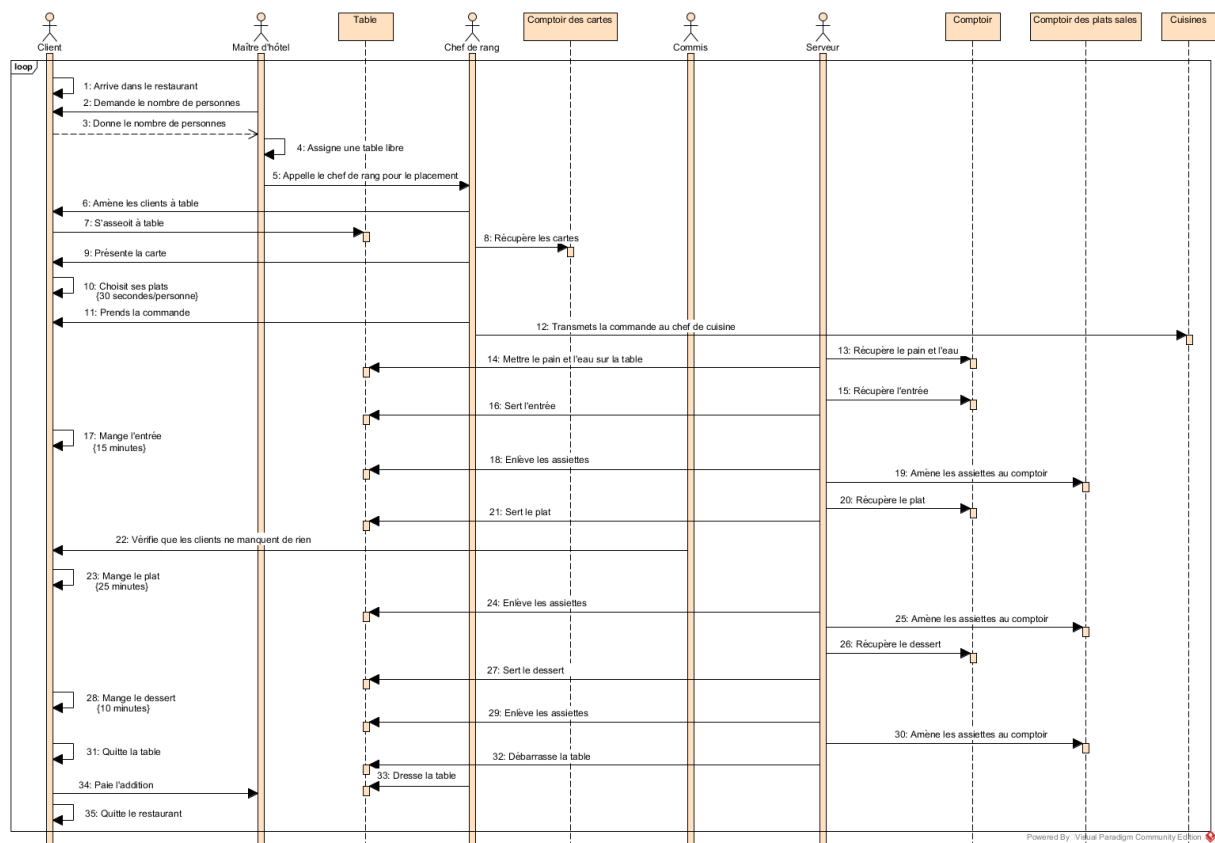 Table
Comptoir des cartes
Comptoir
Comptoir des plats sales
Cuisines
Client
Maître d'hôtel
Chef de rang
Commis
Serveur
loop
1: Arrive dans le restaurant
2: Demande le nombre de personnes
3: Donne le nombre de personnes
4: Assigne une table libre
5: Appelle le chef de rang pour le placement
6: Amène les clients à table
7: S'asseoit à table
8: Récupère les cartes
9: Présente la carte
10: Choisit ses plats
{30 secondes/personne}
11: Prends la commande
12: Transmets la commande au chef de cuisine
13: Récupère le pain et l'eau
14: Mettre le pain et l'eau sur la table
15: Récupère l'entrée
16: Sert l'entrée
17: Mange l'entrée
{15 minutes}
18: Enlève les assiettes
19: Amène les assiettes au comptoir
20: Récupère le plat
21: Sert le plat
22: Vérifie que les clients ne manquent de rien
23: Mange le plat
{25 minutes}
24: Enlève les assiettes
25: Amène les assiettes au comptoir
26: Récupère le dessert
27: Sert le dessert
28: Mange le dessert
{10 minutes}
29: Enlève les assiettes
30: Amène les assiettes au comptoir
31: Quitte la table
32: Débarrasse la table
33: Dresse la table
34: Paie l'addition
35: Quitte le restaurant
Powered By Visual Paradigm Community Edition